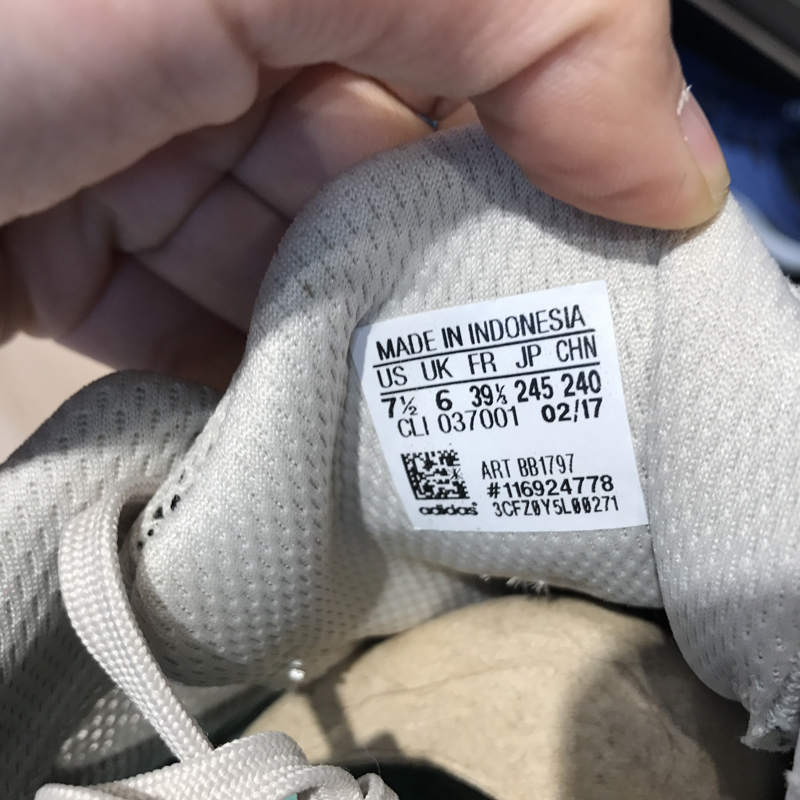 MADE IN INDONESIA
US UK FR JP CHN
7½ 6 39⅓ 245 240
CLI 037001 02/17
ART BB1797
#116924778
adidas 3CFZ0Y5L00271